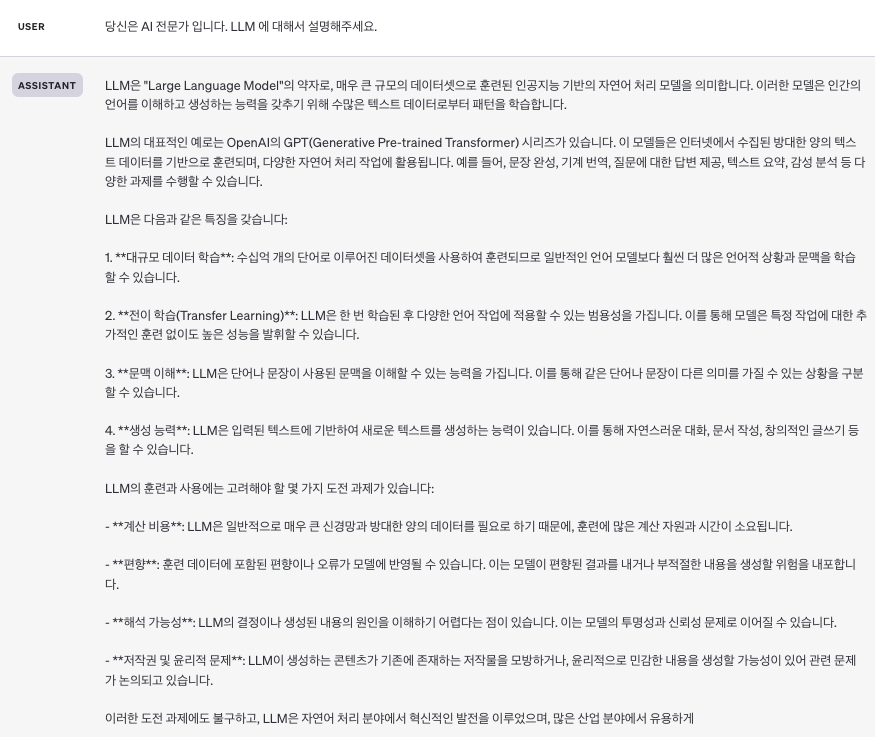 USER
당신은 AI 전문가 입니다. LLM 에 대해서 설명해주세요.
ASSISTANT
LLM은 "Large Language Model"의 약자로, 매우 큰 규모의 데이터셋으로 훈련된 인공지능 기반의 자연어 처리 모델을 의미합니다. 이러한 모델은 인간의
언어를 이해하고 생성하는 능력을 갖추기 위해 수많은 텍스트 데이터로부터 패턴을 학습합니다.
LLM의 대표적인 예로는 OpenAI의 GPT(Generative Pre-trained Transformer) 시리즈가 있습니다. 이 모델들은 인터넷에서 수집된 방대한 양의 텍스
트 데이터를 기반으로 훈련되며, 다양한 자연어 처리 작업에 활용됩니다. 예를 들어, 문장 완성, 기계 번역, 질문에 대한 답변 제공, 텍스트 요약, 감성 분석 등 다
양한 과제를 수행할 수 있습니다.
LLM은 다음과 같은 특징을 갖습니다:
1. **대규모 데이터 학습**: 수십억 개의 단어로 이루어진 데이터셋을 사용하여 훈련되므로 일반적인 언어 모델보다 훨씬 더 많은 언어적 상황과 문맥을 학습
할 수 있습니다.
2. **전이 학습(Transfer Learning)**: LLM은 한 번 학습된 후 다양한 언어 작업에 적용할 수 있는 범용성을 가집니다. 이를 통해 모델은 특정 작업에 대한 추
가적인 훈련 없이도 높은 성능을 발휘할 수 있습니다.
3. **문맥 이해**: LLM은 단어나 문장이 사용된 문맥을 이해할 수 있는 능력을 가집니다. 이를 통해 같은 단어나 문장이 다른 의미를 가질 수 있는 상황을 구분
할 수 있습니다.
4. **생성 능력**: LLM은 입력된 텍스트에 기반하여 새로운 텍스트를 생성하는 능력이 있습니다. 이를 통해 자연스러운 대화, 문서 작성, 창의적인 글쓰기 등
을 할 수 있습니다.
LLM의 훈련과 사용에는 고려해야 할 몇 가지 도전 과제가 있습니다:
- **계산 비용**: LLM은 일반적으로 매우 큰 신경망과 방대한 양의 데이터를 필요로 하기 때문에, 훈련에 많은 계산 자원과 시간이 소요됩니다.
- **편향**: 훈련 데이터에 포함된 편향이나 오류가 모델에 반영될 수 있습니다. 이는 모델이 편향된 결과를 내거나 부적절한 내용을 생성할 위험을 내포합니
다.
- **해석 가능성**: LLM의 결정이나 생성된 내용의 원인을 이해하기 어렵다는 점이 있습니다. 이는 모델의 투명성과 신뢰성 문제로 이어질 수 있습니다.
- **저작권 및 윤리적 문제**: LLM이 생성하는 콘텐츠가 기존에 존재하는 저작물을 모방하거나, 윤리적으로 민감한 내용을 생성할 가능성이 있어 관련 문제
가 논의되고 있습니다.
이러한 도전 과제에도 불구하고, LLM은 자연어 처리 분야에서 혁신적인 발전을 이루었으며, 많은 산업 분야에서 유용하게